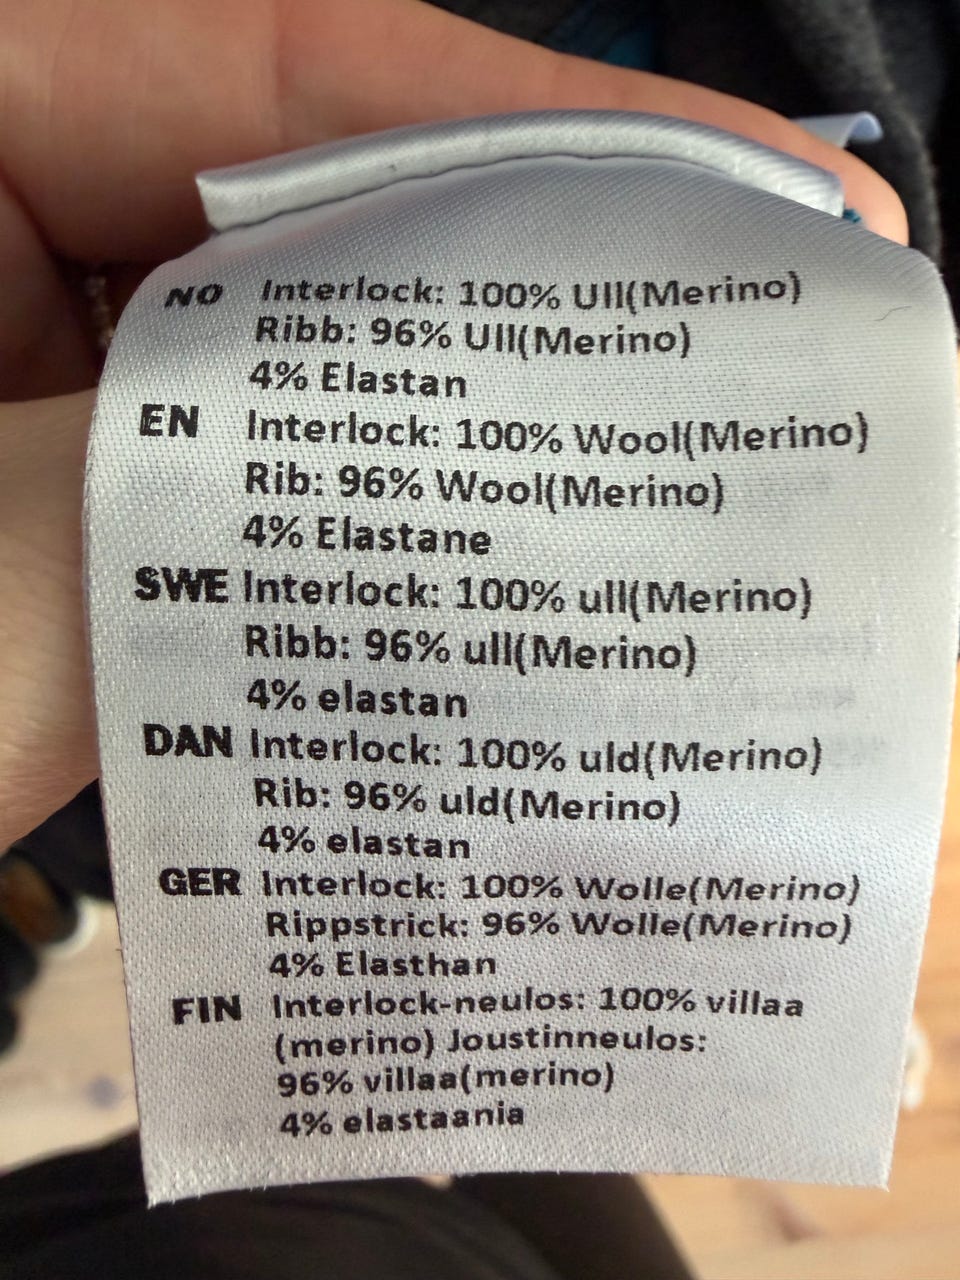 NO Interlock: 100% Ull(Merino)
Ribb: 96% Ull(Merino)
4% Elastan
EN Interlock: 100% Wool(Merino)
Rib: 96% Wool(Merino)
4% Elastane
SWE Interlock: 100% ull(Merino)
Ribb: 96% ull(Merino)
4% elastan
DAN Interlock: 100% uld(Merino)
Rib: 96% uld(Merino)
4% elastan
GER Interlock: 100% Wolle(Merino)
Rippstrick: 96% Wolle(Merino)
4% Elasthan
FIN Interlock-neulos: 100% villaa
(merino) Joustinneulos:
96% villaa(merino)
4% elastaania